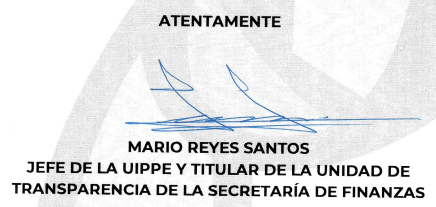 ATENTAMENTE
MARIO REYES SANTOS
JEFE DE LA UIPPE Y TITULAR DE LA UNIDAD DE
TRANSPARENCIA DE LA SECRETARÍA DE FINANZAS